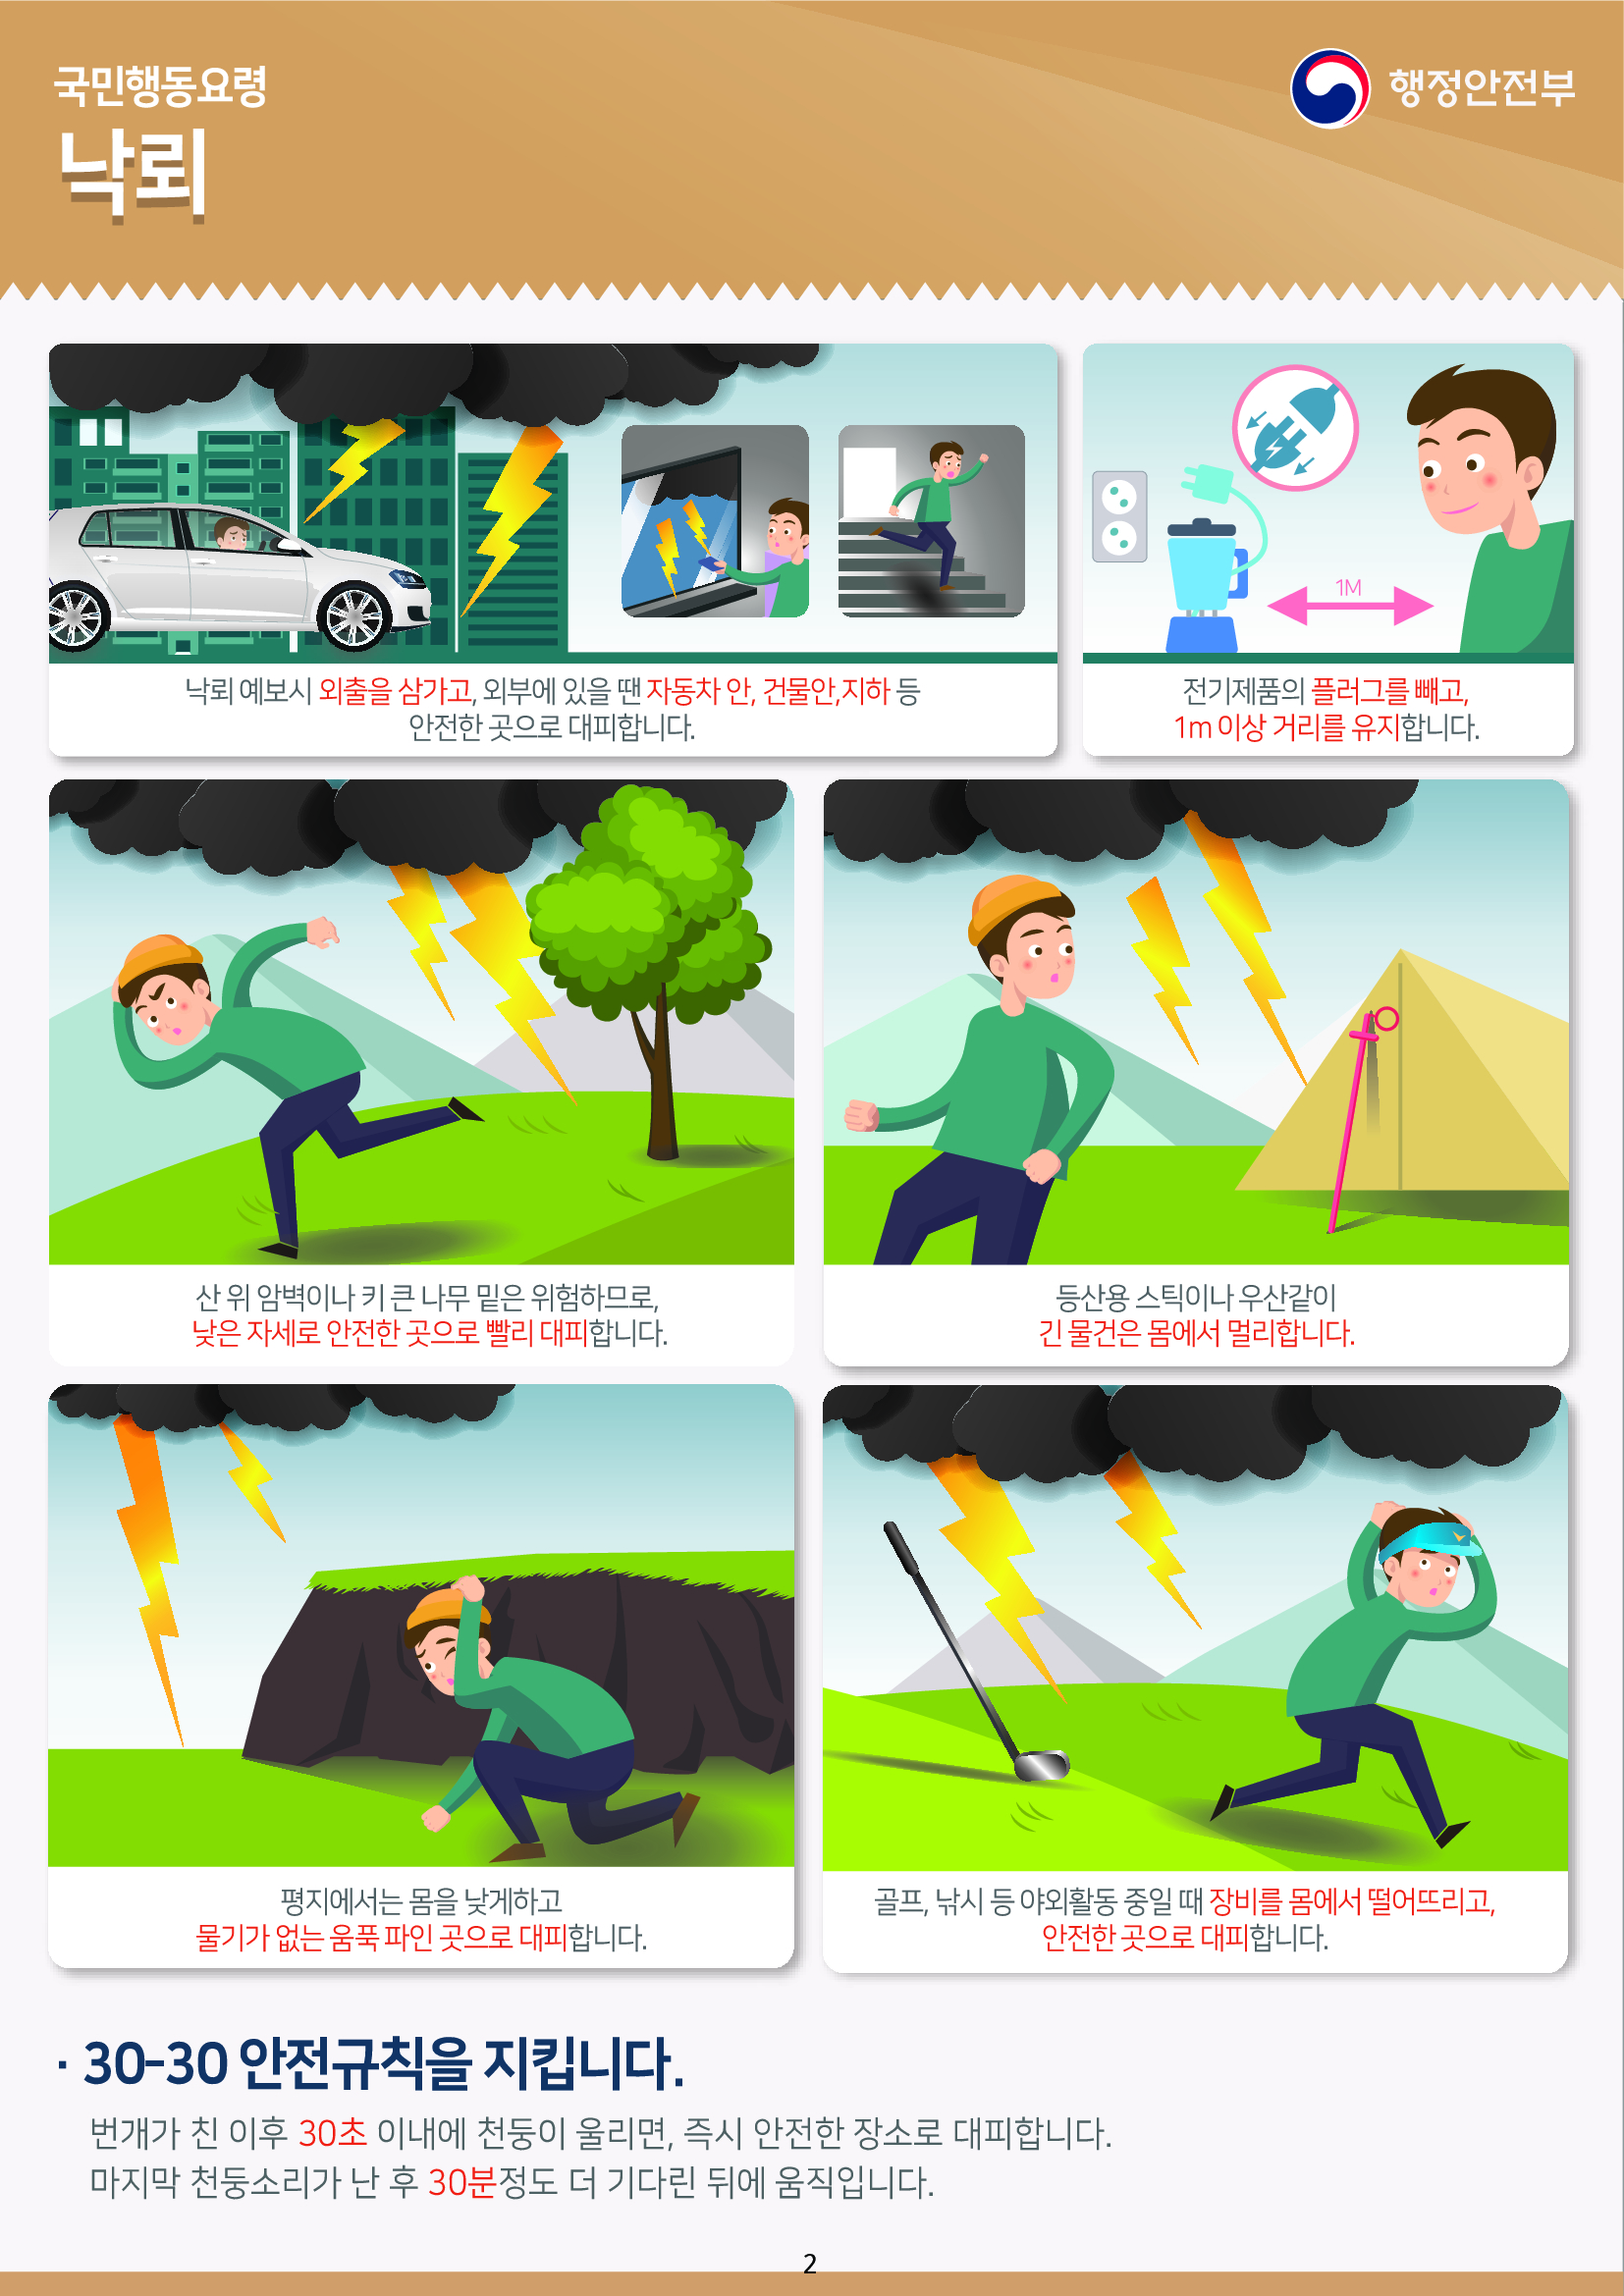 국민행동요령
행정안전부
낙뢰
1M
낙뢰 예보시 외출을 삼가고, 외부에 있을 땐 자동차 안, 건물안,지하 등
안전한 곳으로 대피합니다.
전기제품의 플러그를 빼고,
1m 이상 거리를 유지합니다.
산 위 암벽이나 키 큰 나무 밑은 위험하므로,
낮은 자세로 안전한 곳으로 빨리 대피합니다.
등산용 스틱이나 우산같이
긴 물건은 몸에서 멀리합니다.
평지에서는 몸을 낮게하고
물기가 없는 움푹 파인 곳으로 대피합니다.
골프, 낚시 등 야외활동 중일 때 장비를 몸에서 떨어뜨리고,
안전한 곳으로 대피합니다.
· 30-30 안전규칙을 지킵니다.
번개가 친 이후 30초 이내에 천둥이 울리면, 즉시 안전한 장소로 대피합니다.
마지막 천둥소리가 난 후 30분정도 더 기다린 뒤에 움직입니다.
2